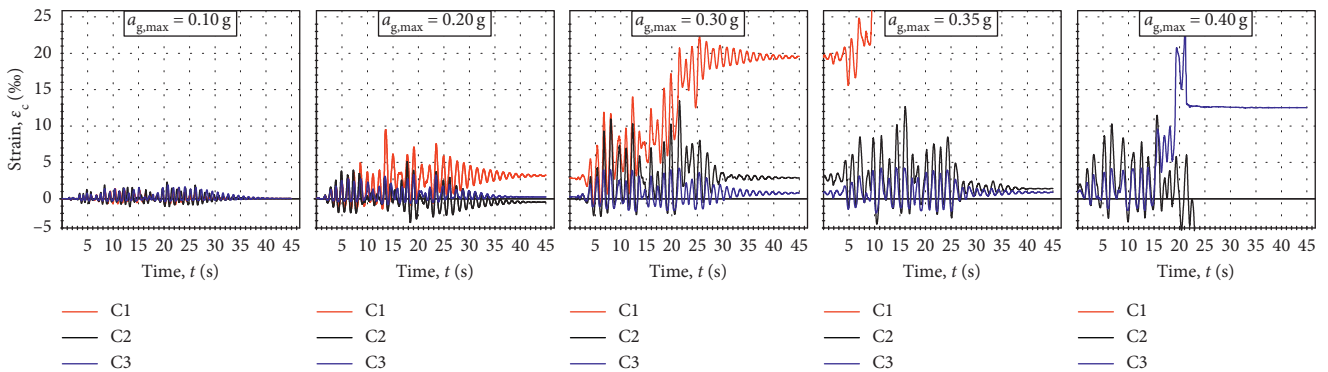 a_g,max = 0.10 g
a_g,max = 0.20 g
a_g,max = 0.30 g
a_g,max = 0.35 g
a_g,max = 0.40 g
Strain, ε_c (‰)
25
20
15
10
5
0
−5
5 10 15 20 25 30 35 40 45
5 10 15 20 25 30 35 40 45
5 10 15 20 25 30 35 40 45
5 10 15 20 25 30 35 40 45
5 10 15 20 25 30 35 40 45
Time, t (s)
Time, t (s)
Time, t (s)
Time, t (s)
Time, t (s)
C1
C2
C3
C1
C2
C3
C1
C2
C3
C1
C2
C3
C1
C2
C3